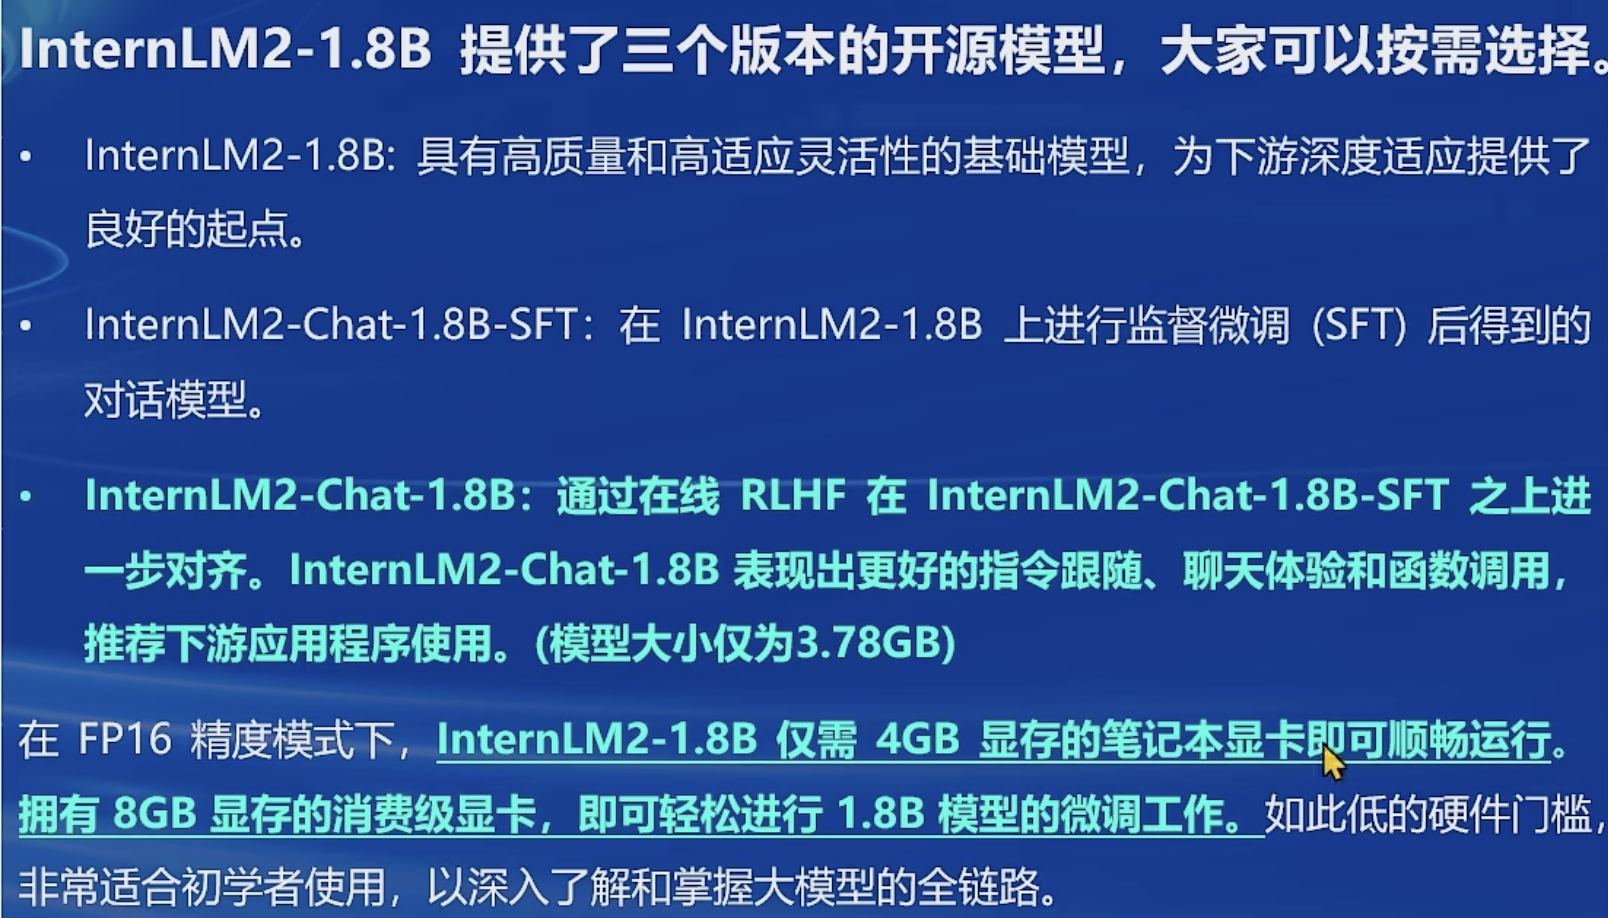 InternLM2-1.8B 提供了三个版本的开源模型，大家可以按需选择。
• InternLM2-1.8B: 具有高质量和高适应灵活性的基础模型，为下游深度适应提供了
良好的起点。
• InternLM2-Chat-1.8B-SFT：在 InternLM2-1.8B 上进行监督微调 (SFT) 后得到的
对话模型。
• InternLM2-Chat-1.8B：通过在线 RLHF 在 InternLM2-Chat-1.8B-SFT 之上进
一步对齐。InternLM2-Chat-1.8B 表现出更好的指令跟随、聊天体验和函数调用，
推荐下游应用程序使用。(模型大小仅为3.78GB)
在 FP16 精度模式下，InternLM2-1.8B 仅需 4GB 显存的笔记本显卡即可顺畅运行。
拥有 8GB 显存的消费级显卡，即可轻松进行 1.8B 模型的微调工作。如此低的硬件门槛，
非常适合初学者使用，以深入了解和掌握大模型的全链路。